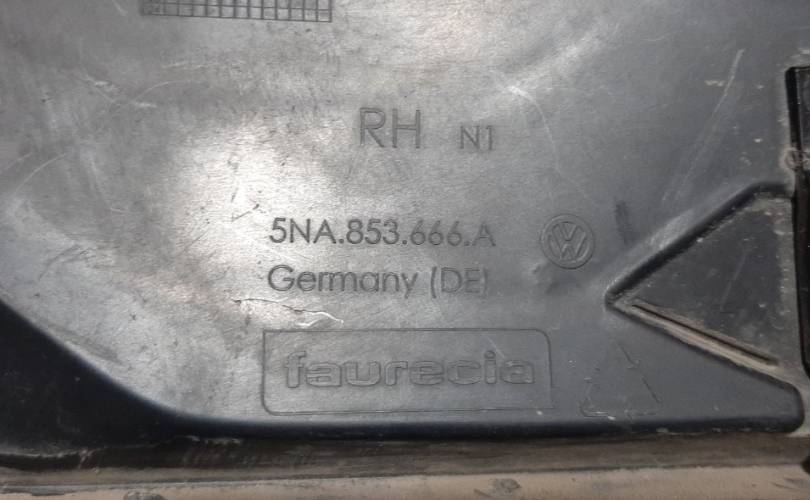 RH N1
5NA.853.666.A
Germany (DE)
faurecia